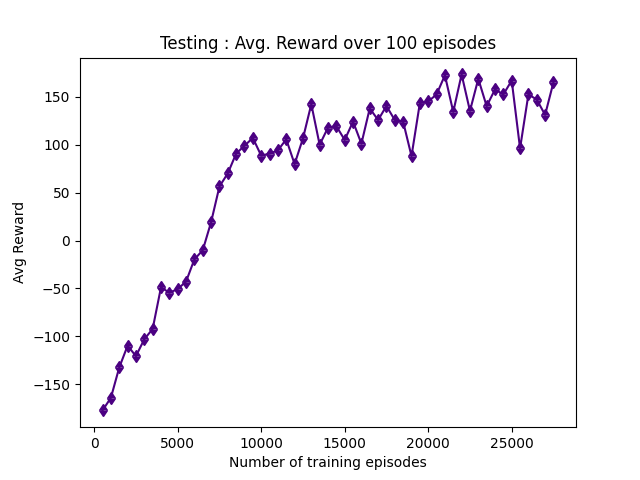 Testing : Avg. Reward over 100 episodes
150
100
50
0
−50
−100
−150
Avg Reward
0 5000 10000 15000 20000 25000
Number of training episodes